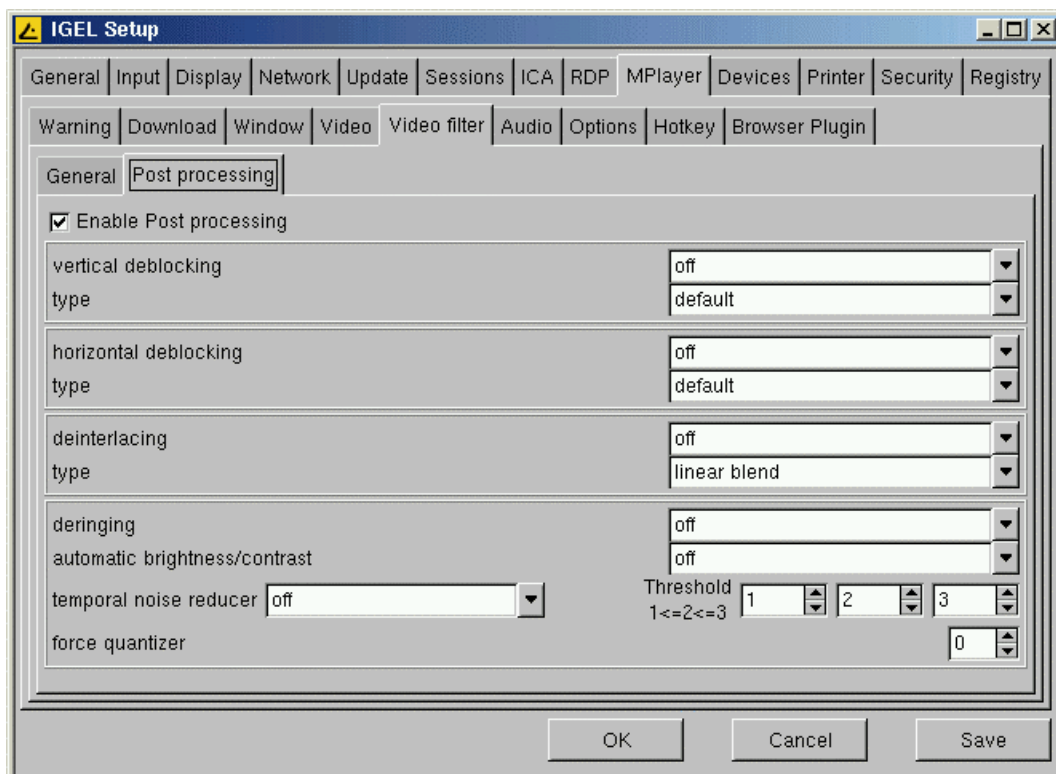 IGEL Setup
General Input Display Network Update Sessions ICA RDP MPlayer Devices Printer Security Registry
Warning Download Window Video Video filter Audio Options Hotkey Browser Plugin
General Post processing
Enable Post processing
vertical deblocking off
type default
horizontal deblocking off
type default
deinterlacing off
type linear blend
deringing off
automatic brightness/contrast off
temporal noise reducer off Threshold 1<=2<=3 1 2 3
force quantizer 0
OK Cancel Save